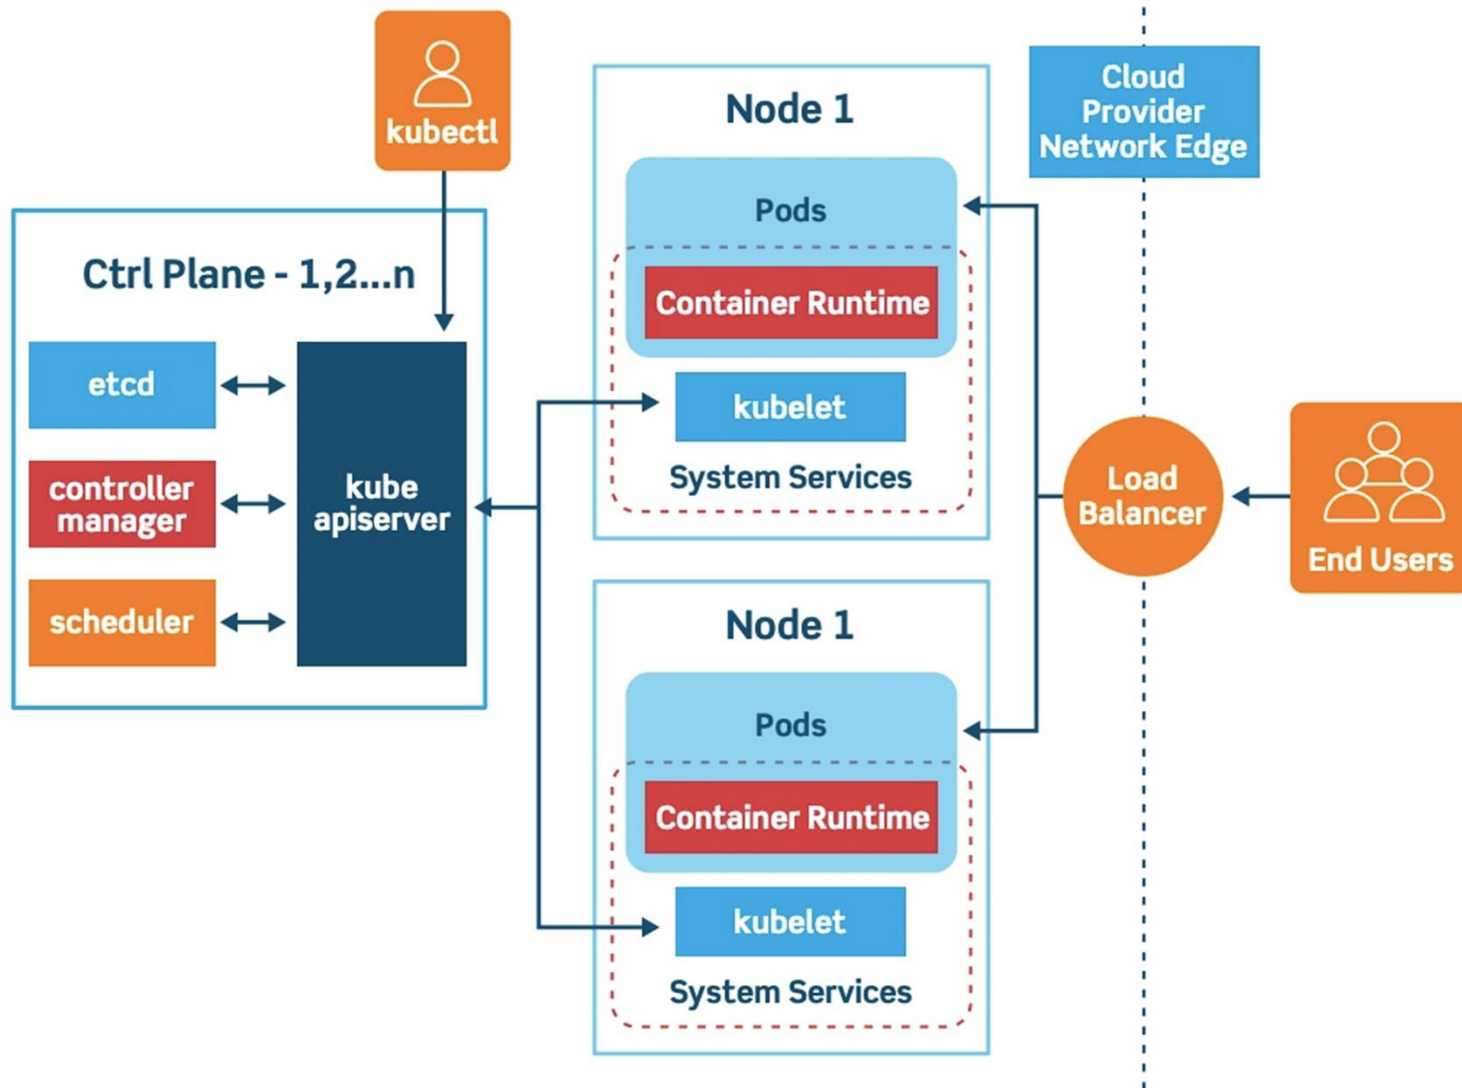 kubectl
Ctrl Plane - 1,2...n
etcd
controller
manager
scheduler
kube
apiserver
Node 1
Pods
Container Runtime
kubelet
System Services
Node 1
Pods
Container Runtime
kubelet
System Services
Cloud
Provider
Network Edge
Load
Balancer
End Users